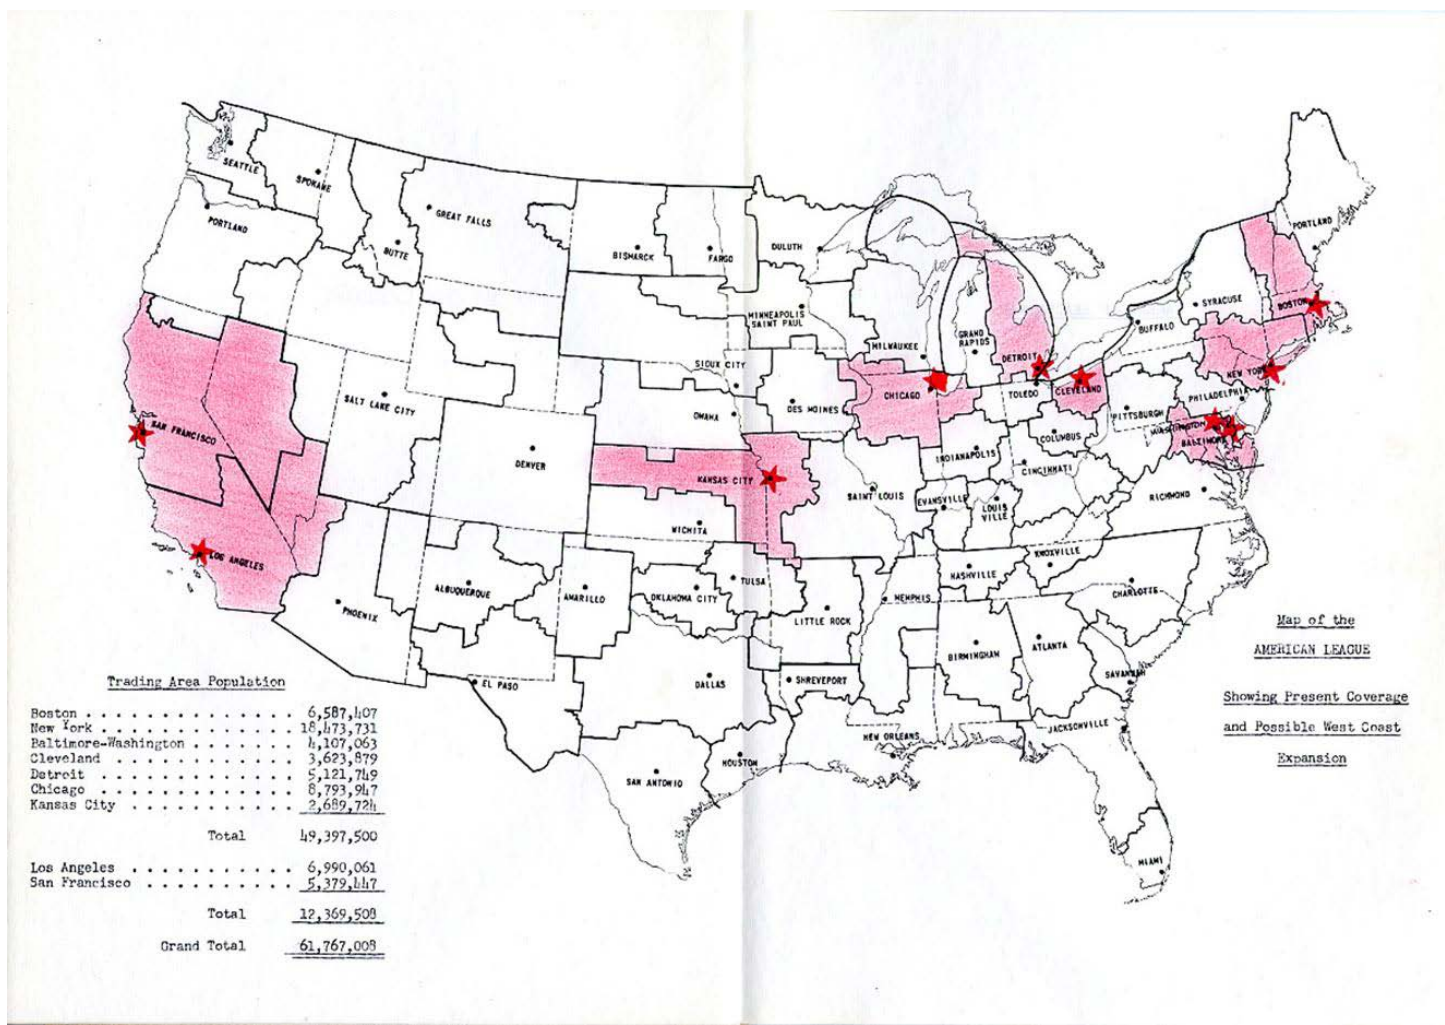 SEATTLE
SPOKANE
PORTLAND
BUTTE
GREAT FALLS
BISMARCK
FARGO
DULUTH
MINNEAPOLIS
SAINT PAUL
SIOUX CITY
MILWAUKEE
GRAND
RAPIDS
DETROIT
BUFFALO
SYRACUSE
PORTLAND
BOSTON
NEW YORK
SALT LAKE CITY
OMAHA
DES MOINES
CHICAGO
TOLEDO
CLEVELAND
PITTSBURGH
PHILADELPHIA
WASHINGTON
BALTIMORE
SAN FRANCISCO
DENVER
KANSAS CITY
SAINT LOUIS
INDIANAPOLIS
COLUMBUS
CINCINNATI
EVANSVILLE
LOUIS
VILLE
RICHMOND
WICHITA
LOS ANGELES
ALBUQUERQUE
AMARILLO
OKLAHOMA CITY
TULSA
LITTLE ROCK
MEMPHIS
NASHVILLE
KNOXVILLE
CHARLOTTE
PHOENIX
BIRMINGHAM
ATLANTA
SAVANNAH
EL PASO
DALLAS
SHREVEPORT
JACKSONVILLE
NEW ORLEANS
SAN ANTONIO
HOUSTON
MIAMI
Map of the
AMERICAN LEAGUE
Showing Present Coverage
and Possible West Coast
Expansion
Trading Area Population
Boston . . . . . . . . . . . . . . 6,587,407
New York . . . . . . . . . . . . . 18,473,731
Baltimore-Washington . . . . . . . 4,107,063
Cleveland . . . . . . . . . . . . 3,623,879
Detroit . . . . . . . . . . . . . 5,121,749
Chicago . . . . . . . . . . . . . 8,793,947
Kansas City . . . . . . . . . . . 2,689,724
Total 49,397,500
Los Angeles . . . . . . . . . . . 6,990,061
San Francisco . . . . . . . . . . 5,379,447
Total 12,369,508
Grand Total 61,767,008